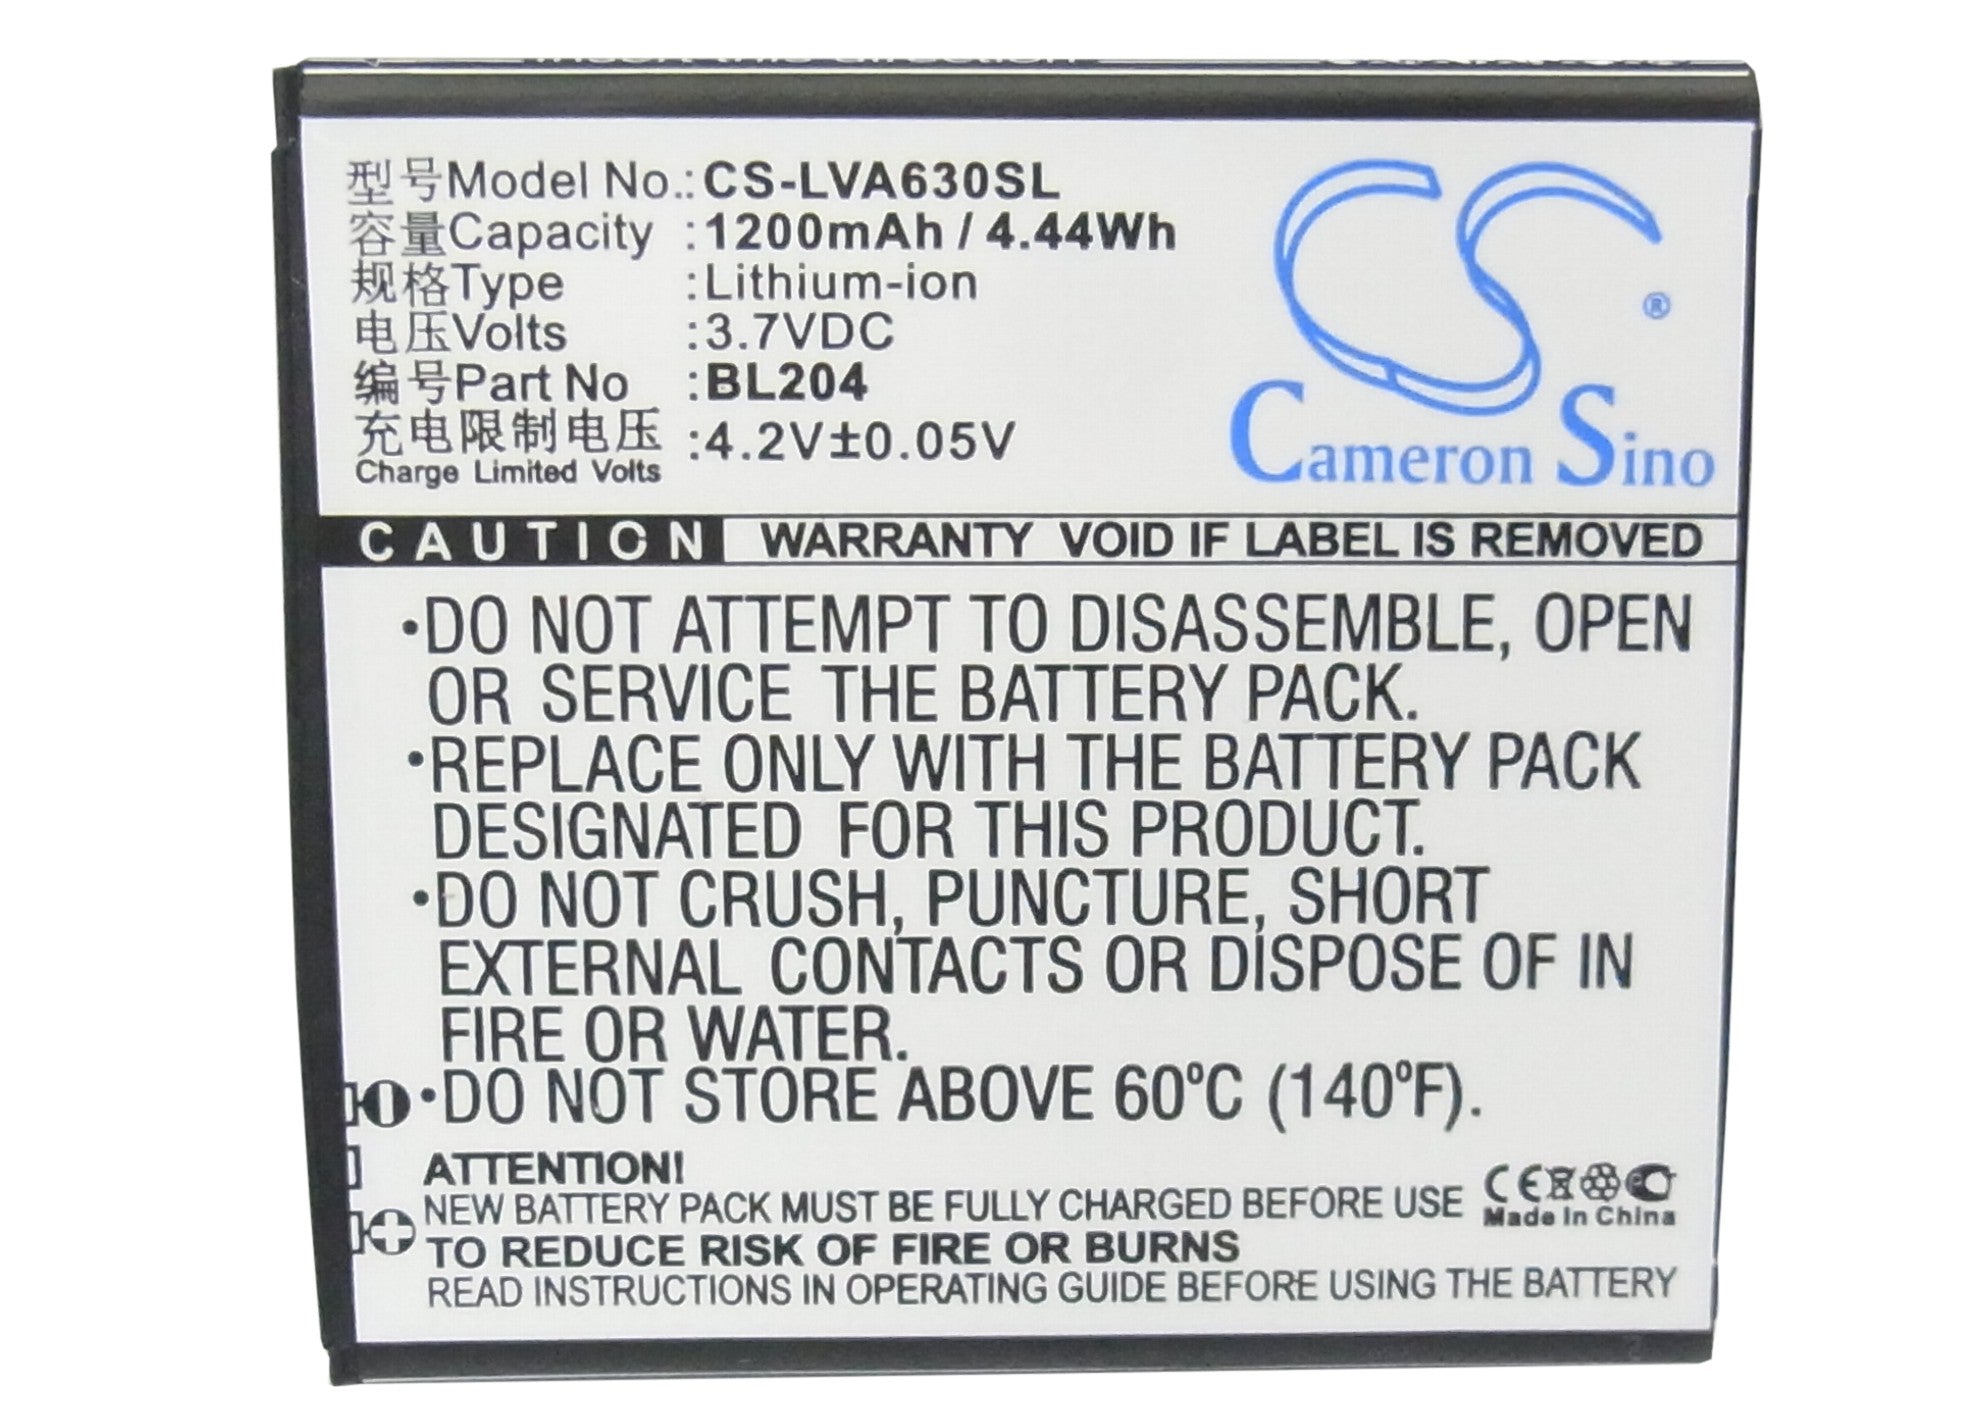 型号Model No.:CS-LVA630SL
容量Capacity :1200mAh / 4.44Wh
规格Type :Lithium-ion
电压Volts :3.7VDC
编号Part No :BL204
充电限制电压 :4.2V±0.05V
Charge Limited Volts
CS ®
Cameron Sino
CAUTION WARRANTY VOID IF LABEL IS REMOVED
•DO NOT ATTEMPT TO DISASSEMBLE, OPEN
OR SERVICE THE BATTERY PACK.
•REPLACE ONLY WITH THE BATTERY PACK
DESIGNATED FOR THIS PRODUCT.
•DO NOT CRUSH, PUNCTURE, SHORT
EXTERNAL CONTACTS OR DISPOSE OF IN
FIRE OR WATER.
•DO NOT STORE ABOVE 60ºC (140ºF).
ATTENTION!
NEW BATTERY PACK MUST BE FULLY CHARGED BEFORE USE
CE
Made In China
TO REDUCE RISK OF FIRE OR BURNS
READ INSTRUCTIONS IN OPERATING GUIDE BEFORE USING THE BATTERY